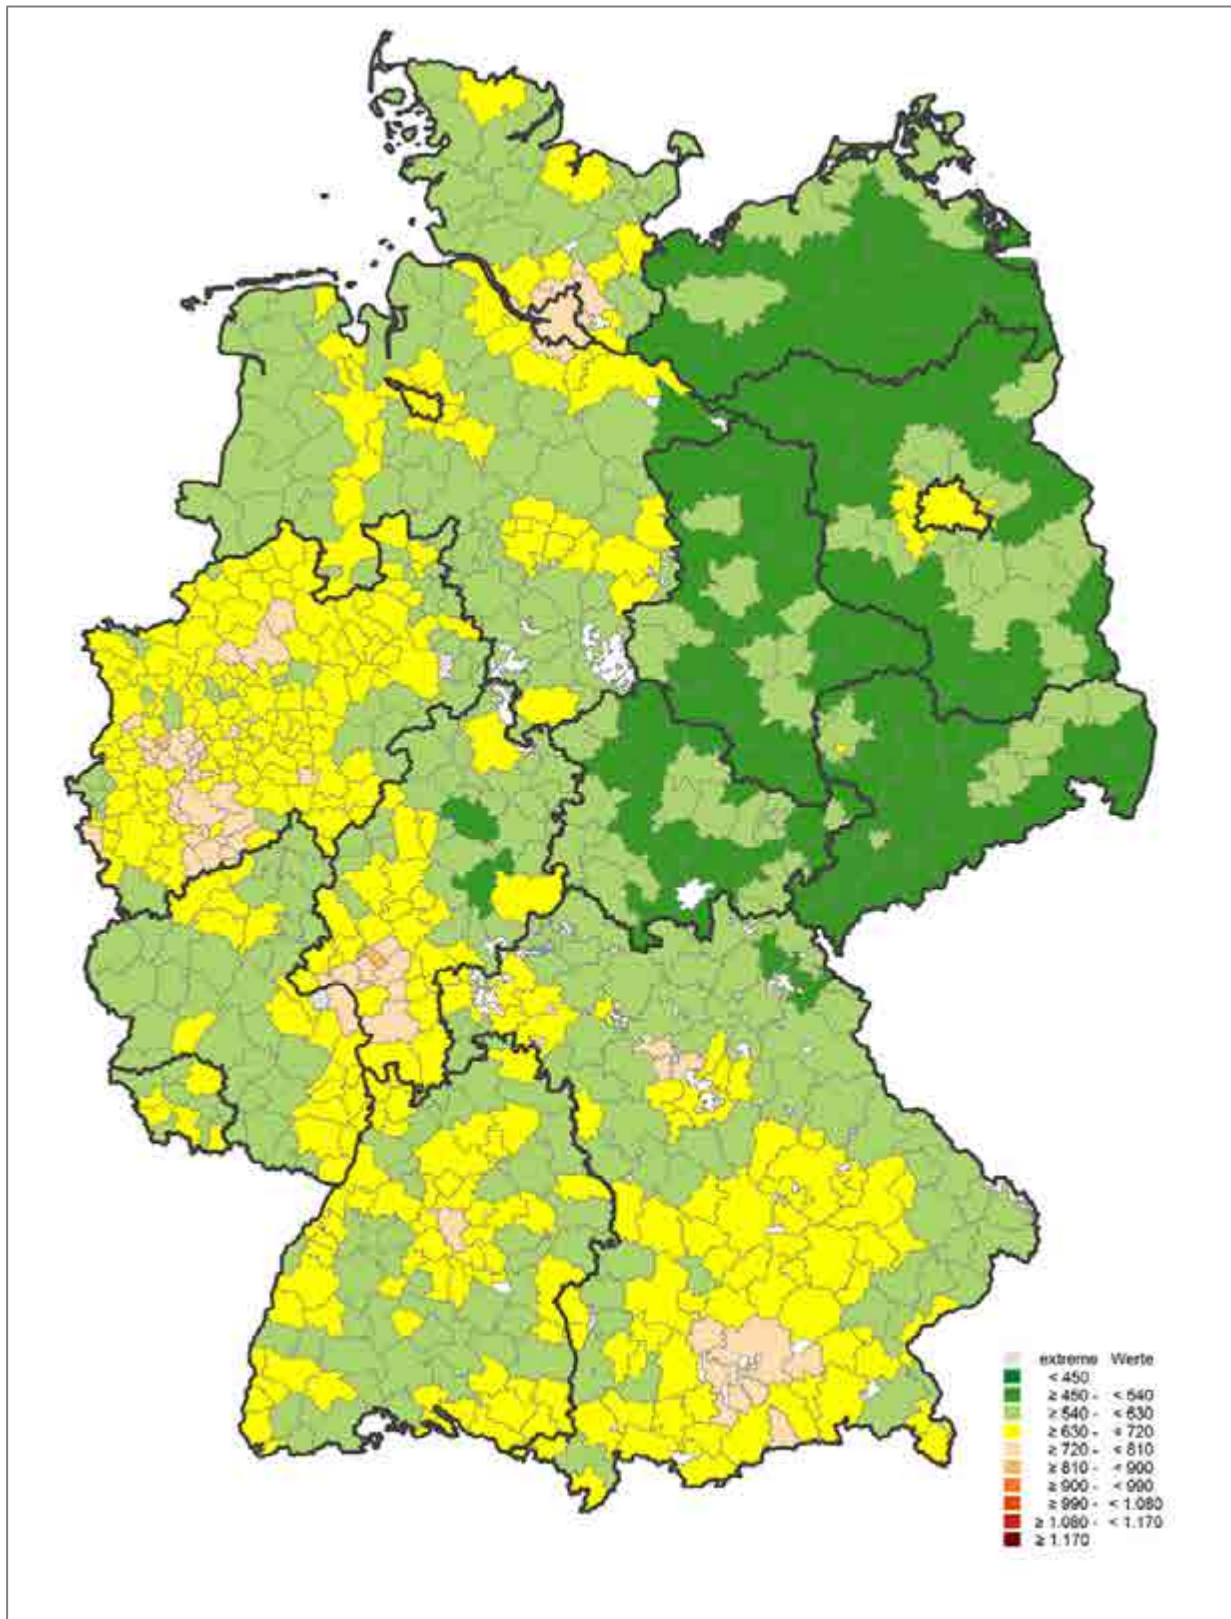 extreme Werte
< 450
≥ 450 - < 540
≥ 540 - < 630
≥ 630 - < 720
≥ 720 - < 810
≥ 810 - < 900
≥ 900 - < 990
≥ 990 - < 1.080
≥ 1.080 - < 1.170
≥ 1.170